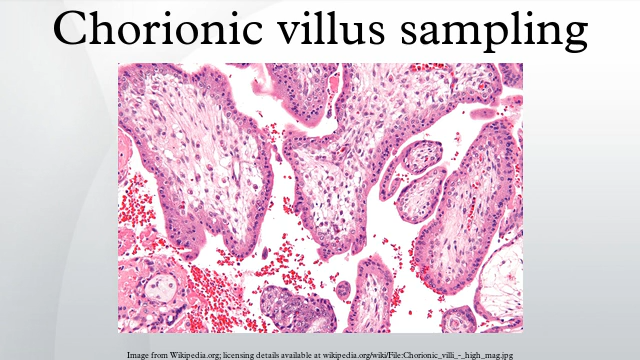 Chorionic villus sampling
Image from Wikipedia.org; licensing details available at wikipedia.org/wiki/File:Chorionic_villi_-_high_mag.jpg